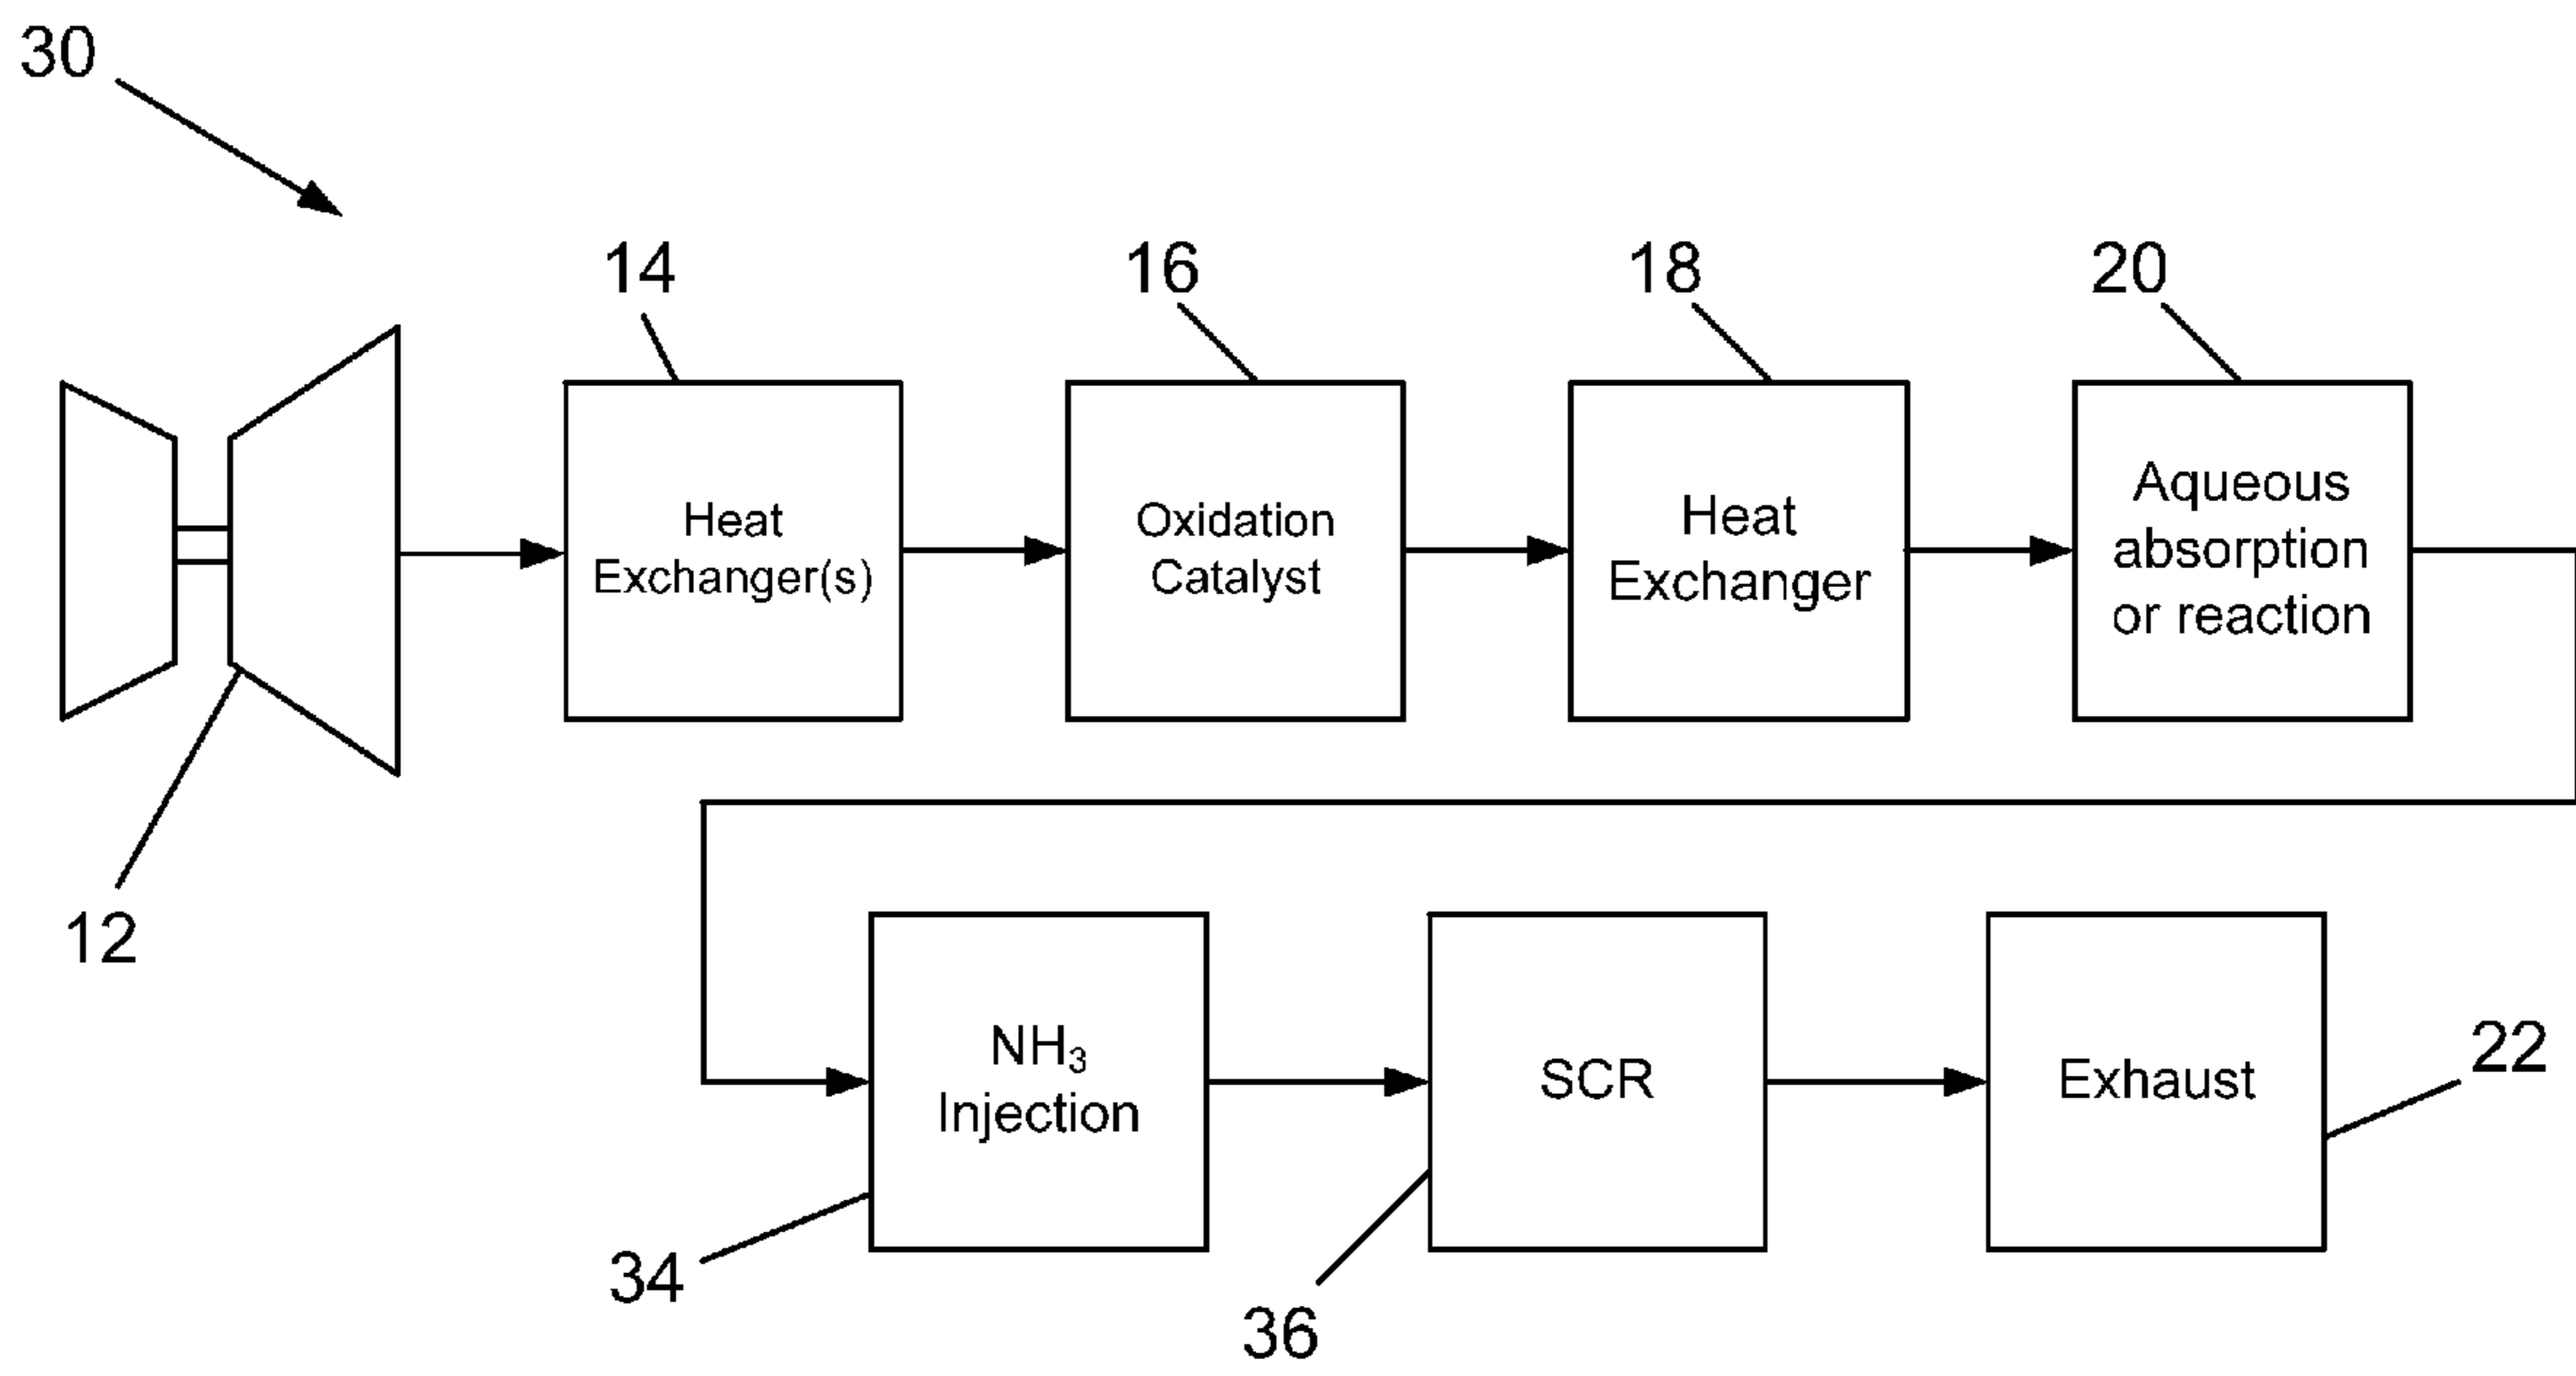 30
14
16
18
20
Heat
Exchanger(s)
Oxidation
Catalyst
Heat
Exchanger
Aqueous
absorption
or reaction
12
NH₃
Injection
SCR
Exhaust
22
34
36